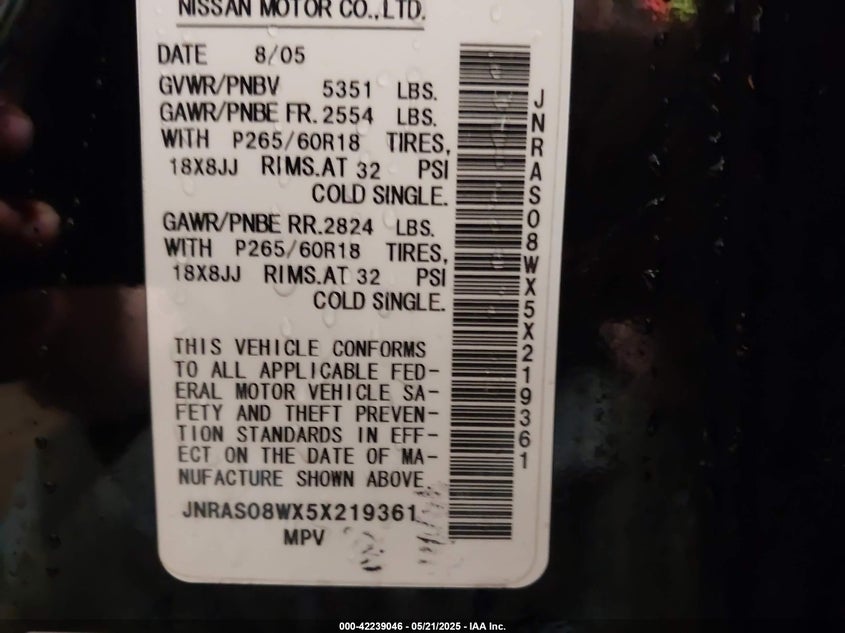 NISSAN MOTOR CO.,LTD.
DATE 8/05
GVWR/PNBV 5351 LBS.
GAWR/PNBE FR. 2554 LBS.
WITH P265/60R18 TIRES,
18X8JJ RIMS.AT 32 PSI
COLD SINGLE.
GAWR/PNBE RR. 2824 LBS.
WITH P265/60R18 TIRES,
18X8JJ RIMS.AT 32 PSI
COLD SINGLE.
THIS VEHICLE CONFORMS
TO ALL APPLICABLE FED-
ERAL MOTOR VEHICLE SA-
FETY AND THEFT PREVEN-
TION STANDARDS IN EFF-
ECT ON THE DATE OF MA-
NUFACTURE SHOWN ABOVE.
JNRAS08WX5X219361
MPV
JNRAS08WX5X219361
000-42239046 - 05/21/2025 - IAA Inc.